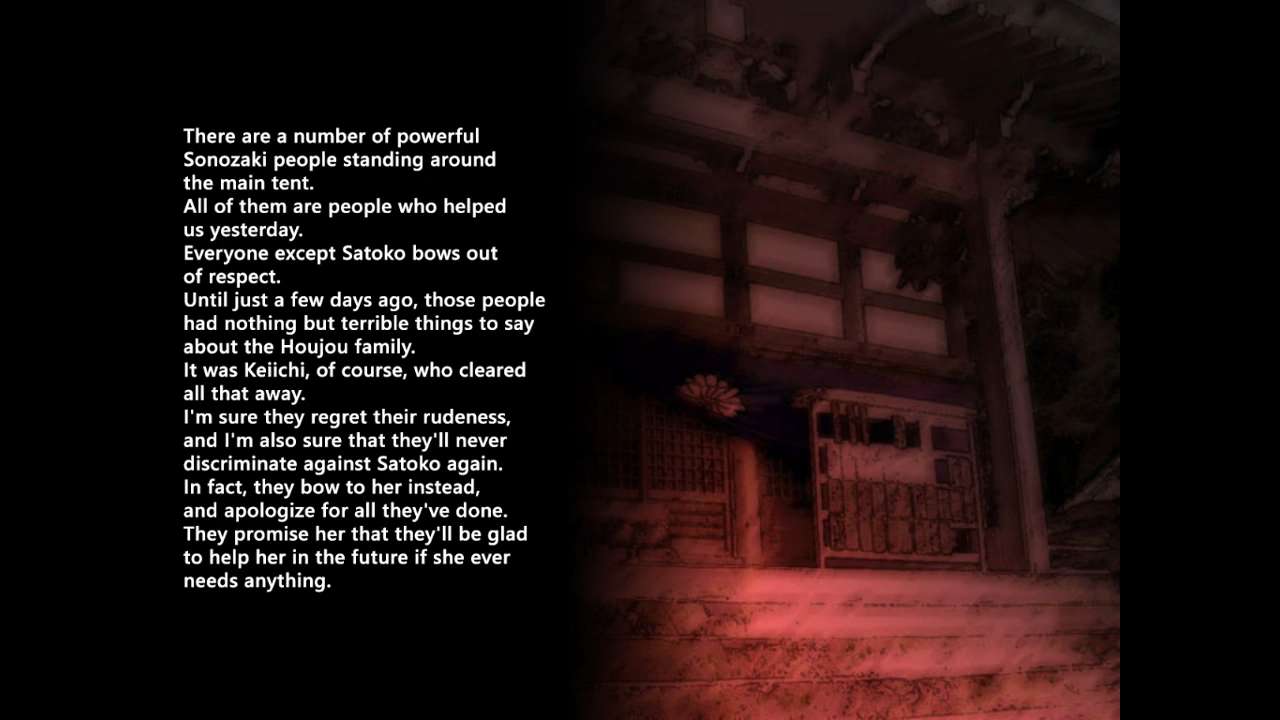 There are a number of powerful
Sonozaki people standing around
the main tent.
All of them are people who helped
us yesterday.
Everyone except Satoko bows out
of respect.
Until just a few days ago, those people
had nothing but terrible things to say
about the Houjou family.
It was Keiichi, of course, who cleared
all that away.
I'm sure they regret their rudeness,
and I'm also sure that they'll never
discriminate against Satoko again.
In fact, they bow to her instead,
and apologize for all they've done.
They promise her that they'll be glad
to help her in the future if she ever
needs anything.